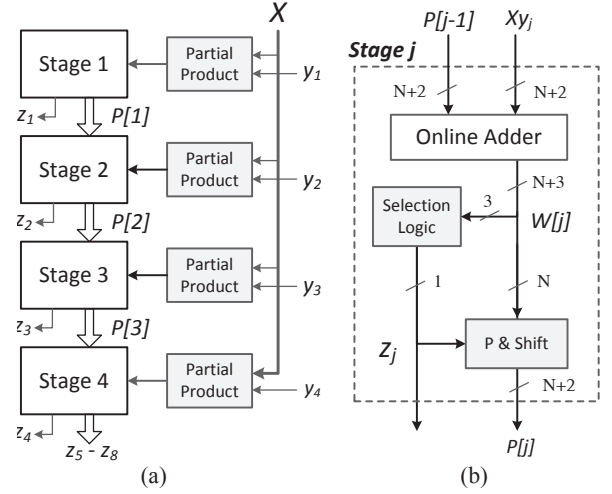 X
Stage 1
Partial
Product
y1
z1
P[1]
Stage 2
Partial
Product
y2
z2
P[2]
Stage 3
Partial
Product
y3
z3
P[3]
Stage 4
Partial
Product
y4
z4
z5 - z8
(a)
P[j-1]
Xyj
Stage j
N+2
N+2
Online Adder
N+3
Selection
Logic
3
W[j]
1
N
zj
P & Shift
N+2
P[j]
(b)